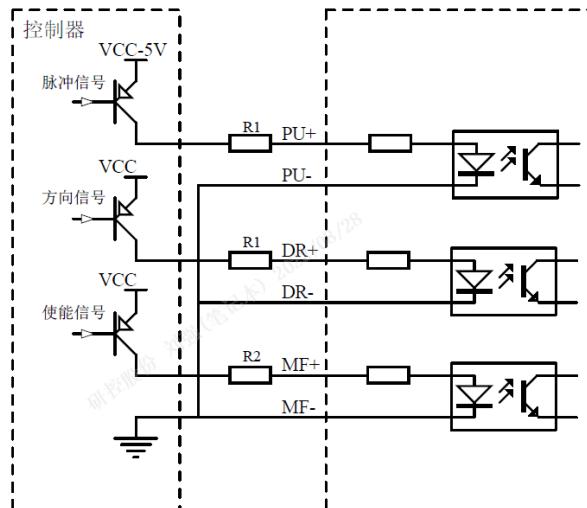 控制器
VCC-5V
脉冲信号
R1
PU+
PU-
VCC
方向信号
R1
DR+
DR-
VCC
使能信号
R2
MF+
MF-